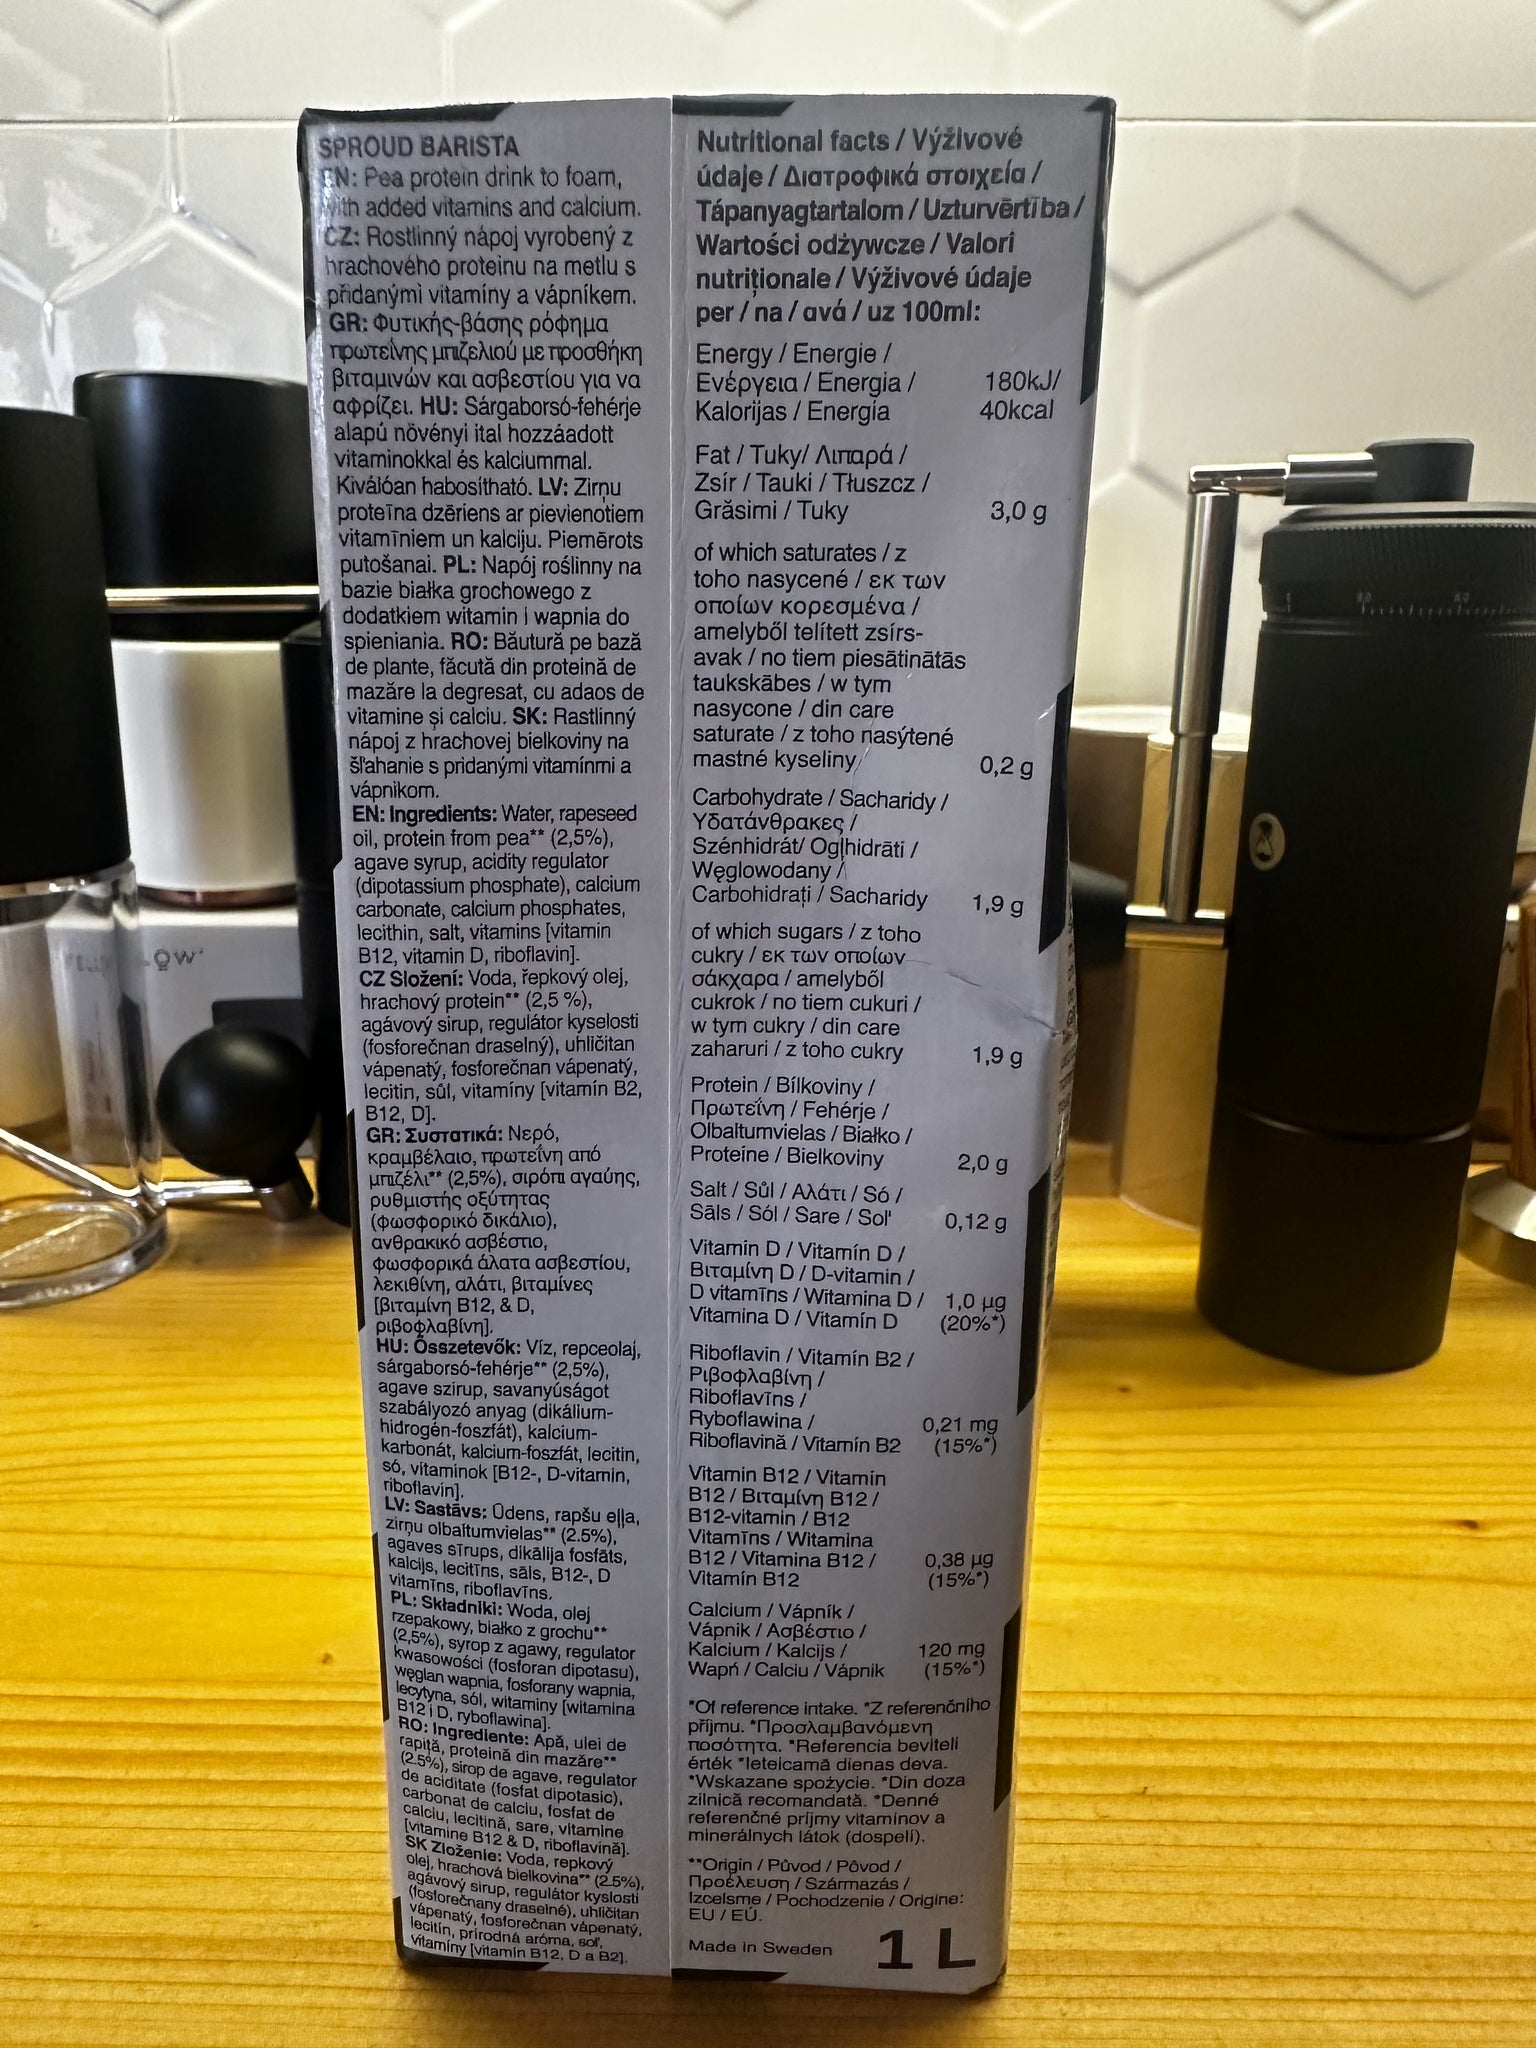 SPROUD BARISTA
EN: Pea protein drink to foam,
with added vitamins and calcium.
CZ: Rostlinný nápoj vyrobený z
hrachového proteinu na metlu s
přidanými vitamíny a vápníkem.
GR: Φυτικής-βάσης ρόφημα
πρωτεΐνης μπιζελιού με προσθήκη
βιταμινών και ασβεστίου για να
αφρίζει. HU: Sárgaborsó-fehérje
alapú növényi ital hozzáadott
vitaminokkal és kalciummal.
Kiválóan habosítható. LV: Zirņu
proteīna dzēriens ar pievienotiem
vitamīniem un kalciju. Piemērots
putošanai. PL: Napój roślinny na
bazie białka grochowego z
dodatkiem witamin i wapnia do
spieniania. RO: Băutură pe bază
de plante, făcută din proteină de
mazăre la degresat, cu adaos de
vitamine și calciu. SK: Rastlinný
nápoj z hrachovej bielkoviny na
šľahanie s pridanými vitamínmi a
vápnikom.
EN: Ingredients: Water, rapeseed
oil, protein from pea** (2,5%),
agave syrup, acidity regulator
(dipotassium phosphate), calcium
carbonate, calcium phosphates,
lecithin, salt, vitamins [vitamin
B12, vitamin D, riboflavin].
CZ Složení: Voda, řepkový olej,
hrachový protein** (2,5 %),
agávový sirup, regulátor kyselosti
(fosforečnan draselný), uhličitan
vápenatý, fosforečnan vápenatý,
lecitin, sůl, vitamíny [vitamín B2,
B12, D].
GR: Συστατικά: Νερό,
κραμβέλαιο, πρωτεΐνη από
μπιζέλι** (2,5%), σιρόπι αγαύης,
ρυθμιστής οξύτητας
(φωσφορικό δικάλιο),
ανθρακικό ασβέστιο,
φωσφορικά άλατα ασβεστίου,
λεκιθίνη, αλάτι, βιταμίνες
[βιταμίνη B12, & D,
ριβοφλαβίνη].
HU: Összetevők: Víz, repceolaj,
sárgaborsó-fehérje** (2,5%),
agave szirup, savanyúságot
szabályozó anyag (dikálium-
hidrogén-foszfát), kalcium-
karbonát, kalcium-foszfát, lecitin,
só, vitaminok [B12-, D-vitamin,
riboflavin].
LV: Sastāvs: Ūdens, rapšu eļļa,
zirņu olbaltumvielas** (2.5%),
agaves sīrups, dikālija fosfāts,
kalcijs, lecitīns, sāls, B12-, D
vitamīns, riboflavīns.
PL: Składniki: Woda, olej
rzepakowy, białko z grochu**
(2,5%), syrop z agawy, regulator
kwasowości (fosforan dipotasu),
węglan wapnia, fosforany wapnia,
lecytyna, sól, witaminy [witamina
B12 i D, ryboflawina].
RO: Ingrediente: Apă, ulei de
rapiță, proteină din mazăre**
(2.5%), sirop de agave, regulator
de aciditate (fosfat dipotasic),
carbonat de calciu, fosfat de
calciu, lecitină, sare, vitamine
[vitamine B12 & D, riboflavină].
SK Zloženie: Voda, repkový
olej, hrachová bielkovina** (2.5%),
agávový sirup, regulátor kyslosti
(fosforečnany draselné), uhličitan
vápenatý, fosforečnan vápenatý,
lecitín, prírodná aróma, soľ,
vitamíny [vitamín B12, D a B2].
Nutritional facts / Výživové
údaje / Διατροφικά στοιχεία /
Tápanyagtartalom / Uzturvērtība /
Wartości odżywcze / Valori
nutriționale / Výživové údaje
per / na / ανά / uz 100ml:
Energy / Energie /
Ενέργεια / Energia / 180kJ/
Kalorijas / Energia 40kcal
Fat / Tuky/ Λιπαρά /
Zsír / Tauki / Tłuszcz /
Grăsimi / Tuky 3,0 g
of which saturates / z
toho nasycené / εκ των
οποίων κορεσμένα /
amelyből telített zsírs-
avak / no tiem piesātinātās
taukskābes / w tym
nasycone / din care
saturate / z toho nasýtené
mastné kyseliny 0,2 g
Carbohydrate / Sacharidy /
Υδατάνθρακες /
Szénhidrát/ Ogļhidrāti /
Węglowodany /
Carbohidrați / Sacharidy 1,9 g
of which sugars / z toho
cukry / εκ των οποίων
σάκχαρα / amelyből
cukrok / no tiem cukuri /
w tym cukry / din care
zaharuri / z toho cukry 1,9 g
Protein / Bílkoviny /
Πρωτεΐνη / Fehérje /
Olbaltumvielas / Białko /
Proteine / Bielkoviny 2,0 g
Salt / Sůl / Αλάτι / Só /
Sāls / Sól / Sare / Sol' 0,12 g
Vitamin D / Vitamín D /
Βιταμίνη D / D-vitamin /
D vitamīns / Witamina D / 1,0 µg
Vitamina D / Vitamín D (20%*)
Riboflavin / Vitamín B2 /
Ριβοφλαβίνη /
Riboflavīns /
Ryboflawina / 0,21 mg
Riboflavină / Vitamín B2 (15%*)
Vitamin B12 / Vitamín
B12 / Βιταμίνη B12 /
B12-vitamin / B12
Vitamīns / Witamina
B12 / Vitamina B12 / 0,38 µg
Vitamín B12 (15%*)
Calcium / Vápník /
Vápnik / Ασβέστιο /
Kalcium / Kalcijs / 120 mg
Wapń / Calciu / Vápnik (15%*)
*Of reference intake. *Z referenčního
příjmu. *Προσλαμβανόμενη
ποσότητα. *Referencia beviteli
érték *Ieteicamā dienas deva.
*Wskazane spożycie. *Din doza
zilnică recomandată. *Denné
referenčné príjmy vitamínov a
minerálnych látok (dospelí).
**Origin / Původ / Pôvod /
Προέλευση / Származás /
Izcelsme / Pochodzenie / Origine:
EU / EÚ.
Made in Sweden 1 L